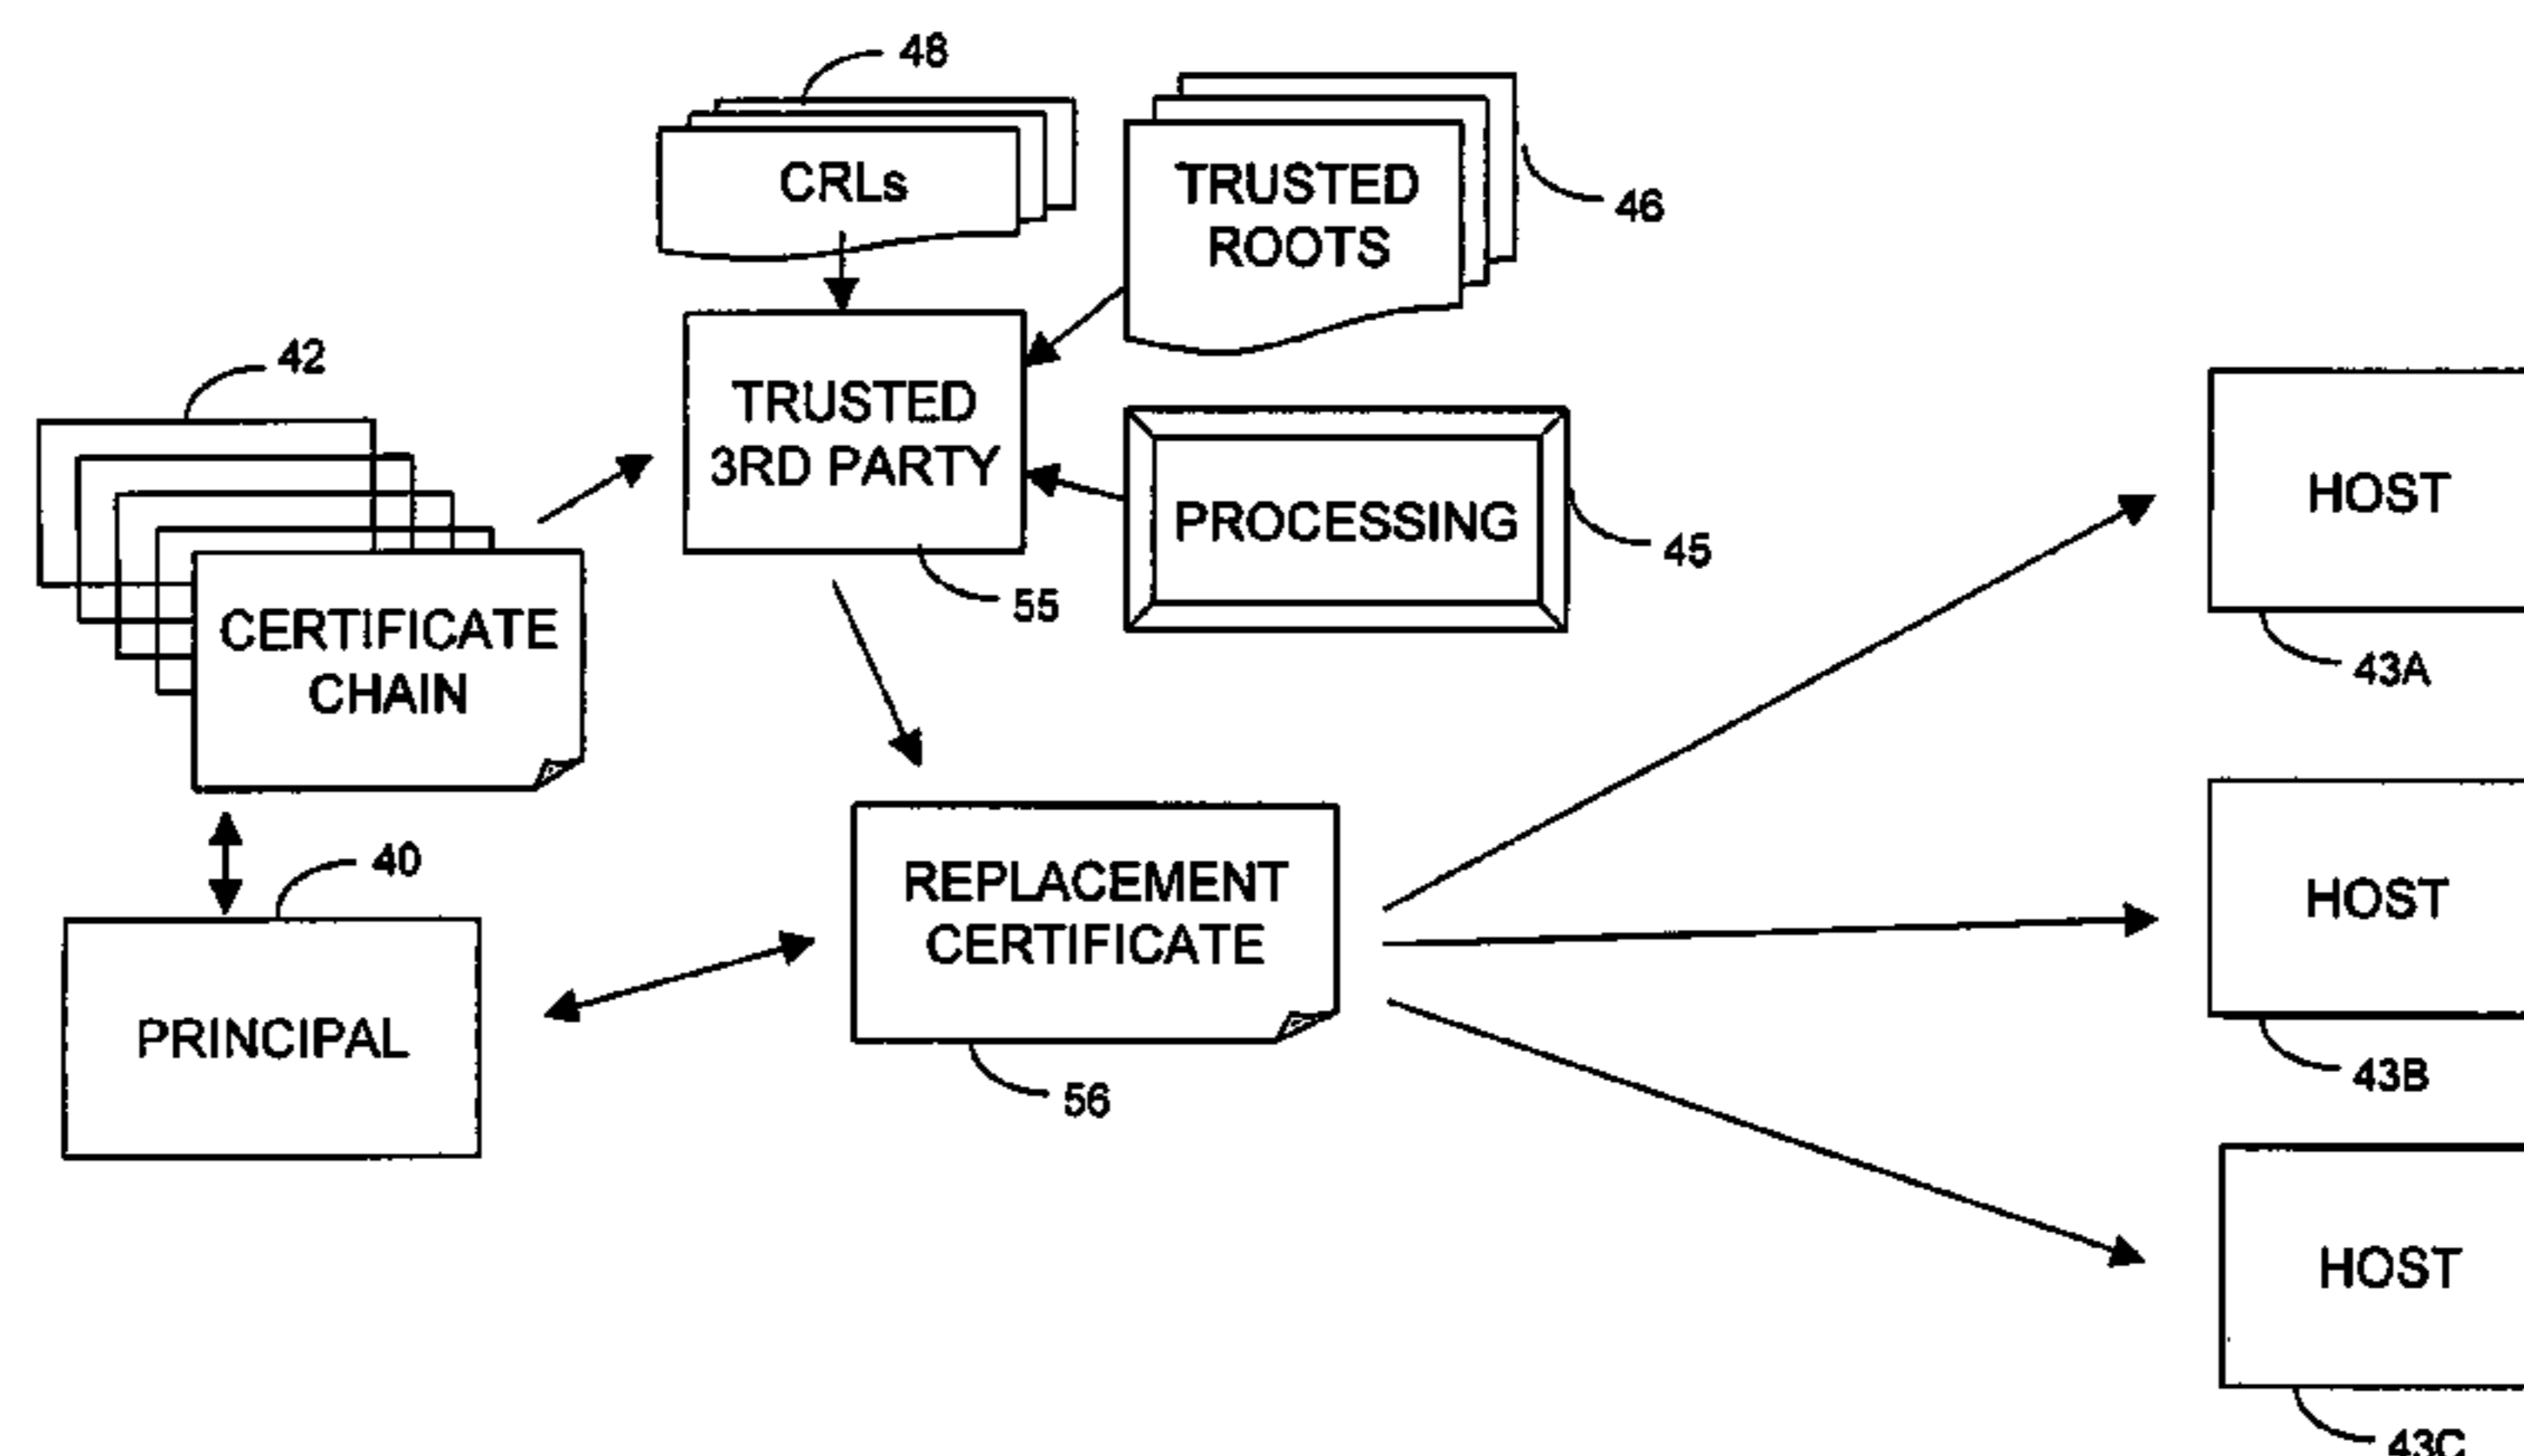 48
CRLs
TRUSTED
ROOTS
46
42
TRUSTED
3RD PARTY
PROCESSING
45
55
CERTIFICATE
CHAIN
HOST
43A
40
PRINCIPAL
REPLACEMENT
CERTIFICATE
56
HOST
43B
HOST
43C